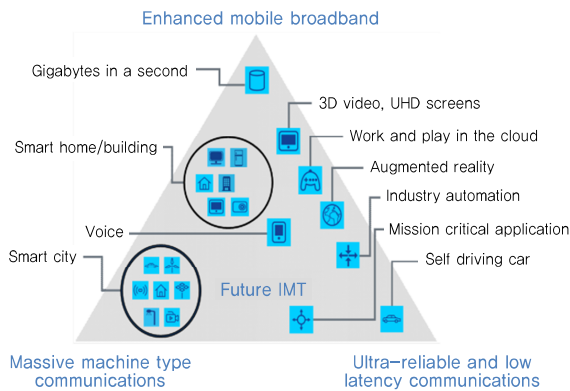 Enhanced mobile broadband
Gigabytes in a second
3D video, UHD screens
Work and play in the cloud
Smart home/building
Augmented reality
Industry automation
Voice
Mission critical application
Smart city
Self driving car
Future IMT
Massive machine type
communications
Ultra-reliable and low
latency communications